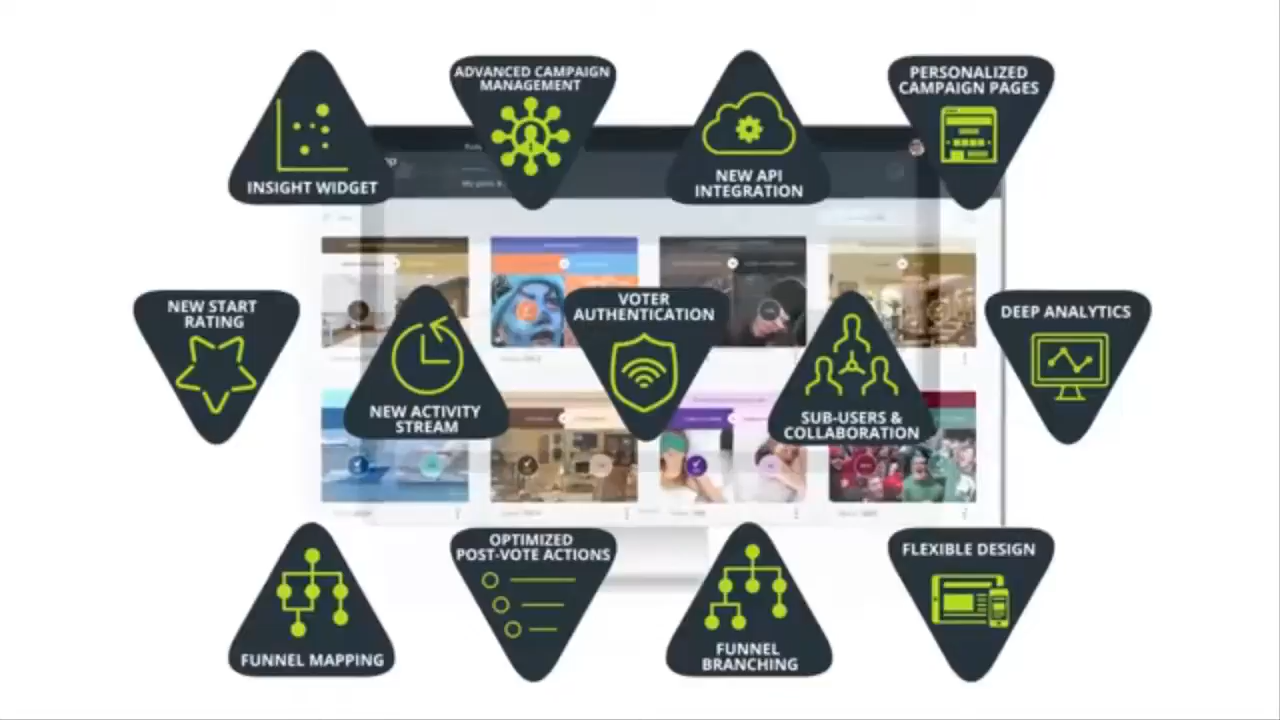 INSIGHT WIDGET
ADVANCED CAMPAIGN
MANAGEMENT
NEW API
INTEGRATION
PERSONALIZED
CAMPAIGN PAGES
NEW START
RATING
NEW ACTIVITY
STREAM
VOTER
AUTHENTICATION
SUB-USERS &
COLLABORATION
DEEP ANALYTICS
FUNNEL MAPPING
OPTIMIZED
POST-VOTE ACTIONS
FUNNEL
BRANCHING
FLEXIBLE DESIGN